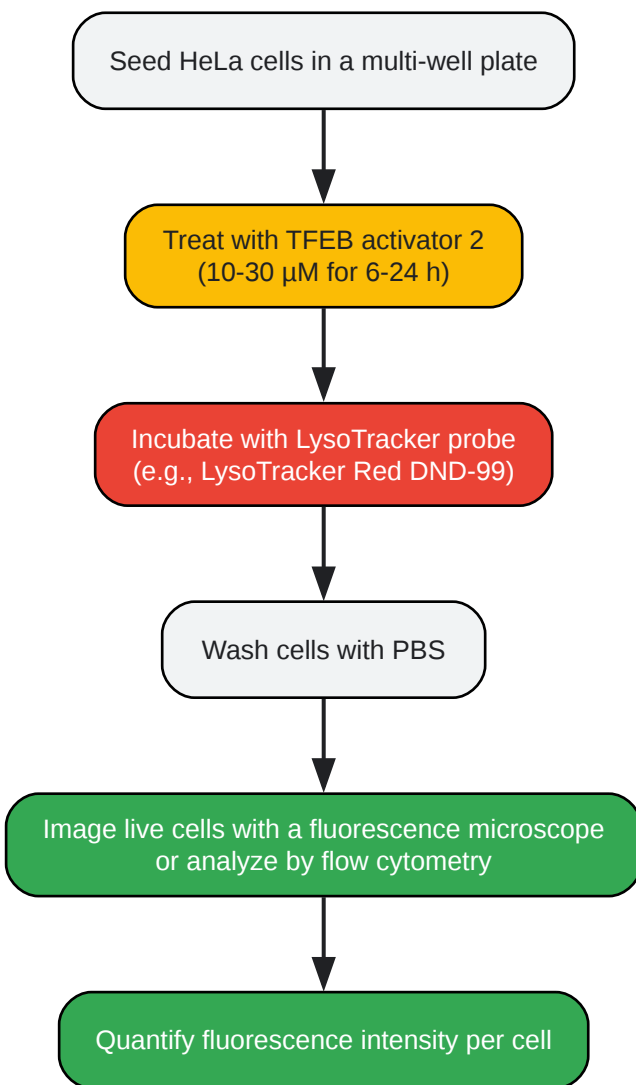 Seed HeLa cells in a multi-well plate
Treat with TFEB activator 2
(10-30 µM for 6-24 h)
Incubate with LysoTracker probe
(e.g., LysoTracker Red DND-99)
Wash cells with PBS
Image live cells with a fluorescence microscope
or analyze by flow cytometry
Quantify fluorescence intensity per cell